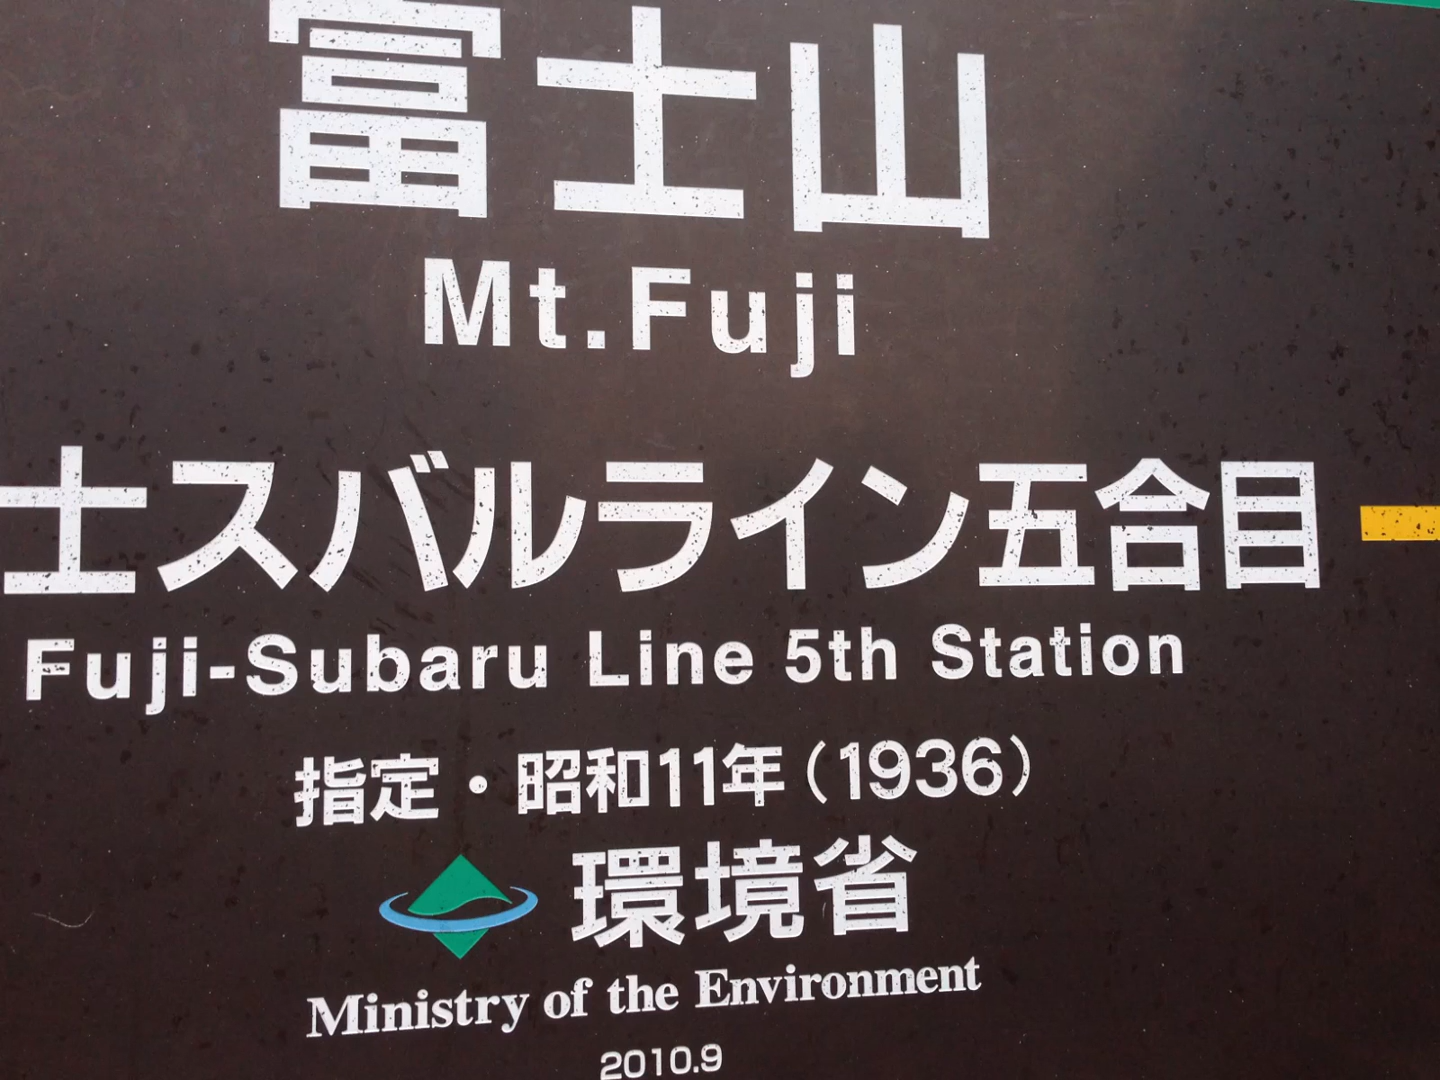 富士山
Mt.Fuji
士スバルライン五合目
Fuji-Subaru Line 5th Station
指定・昭和11年（1936）
環境省
Ministry of the Environment
2010.9